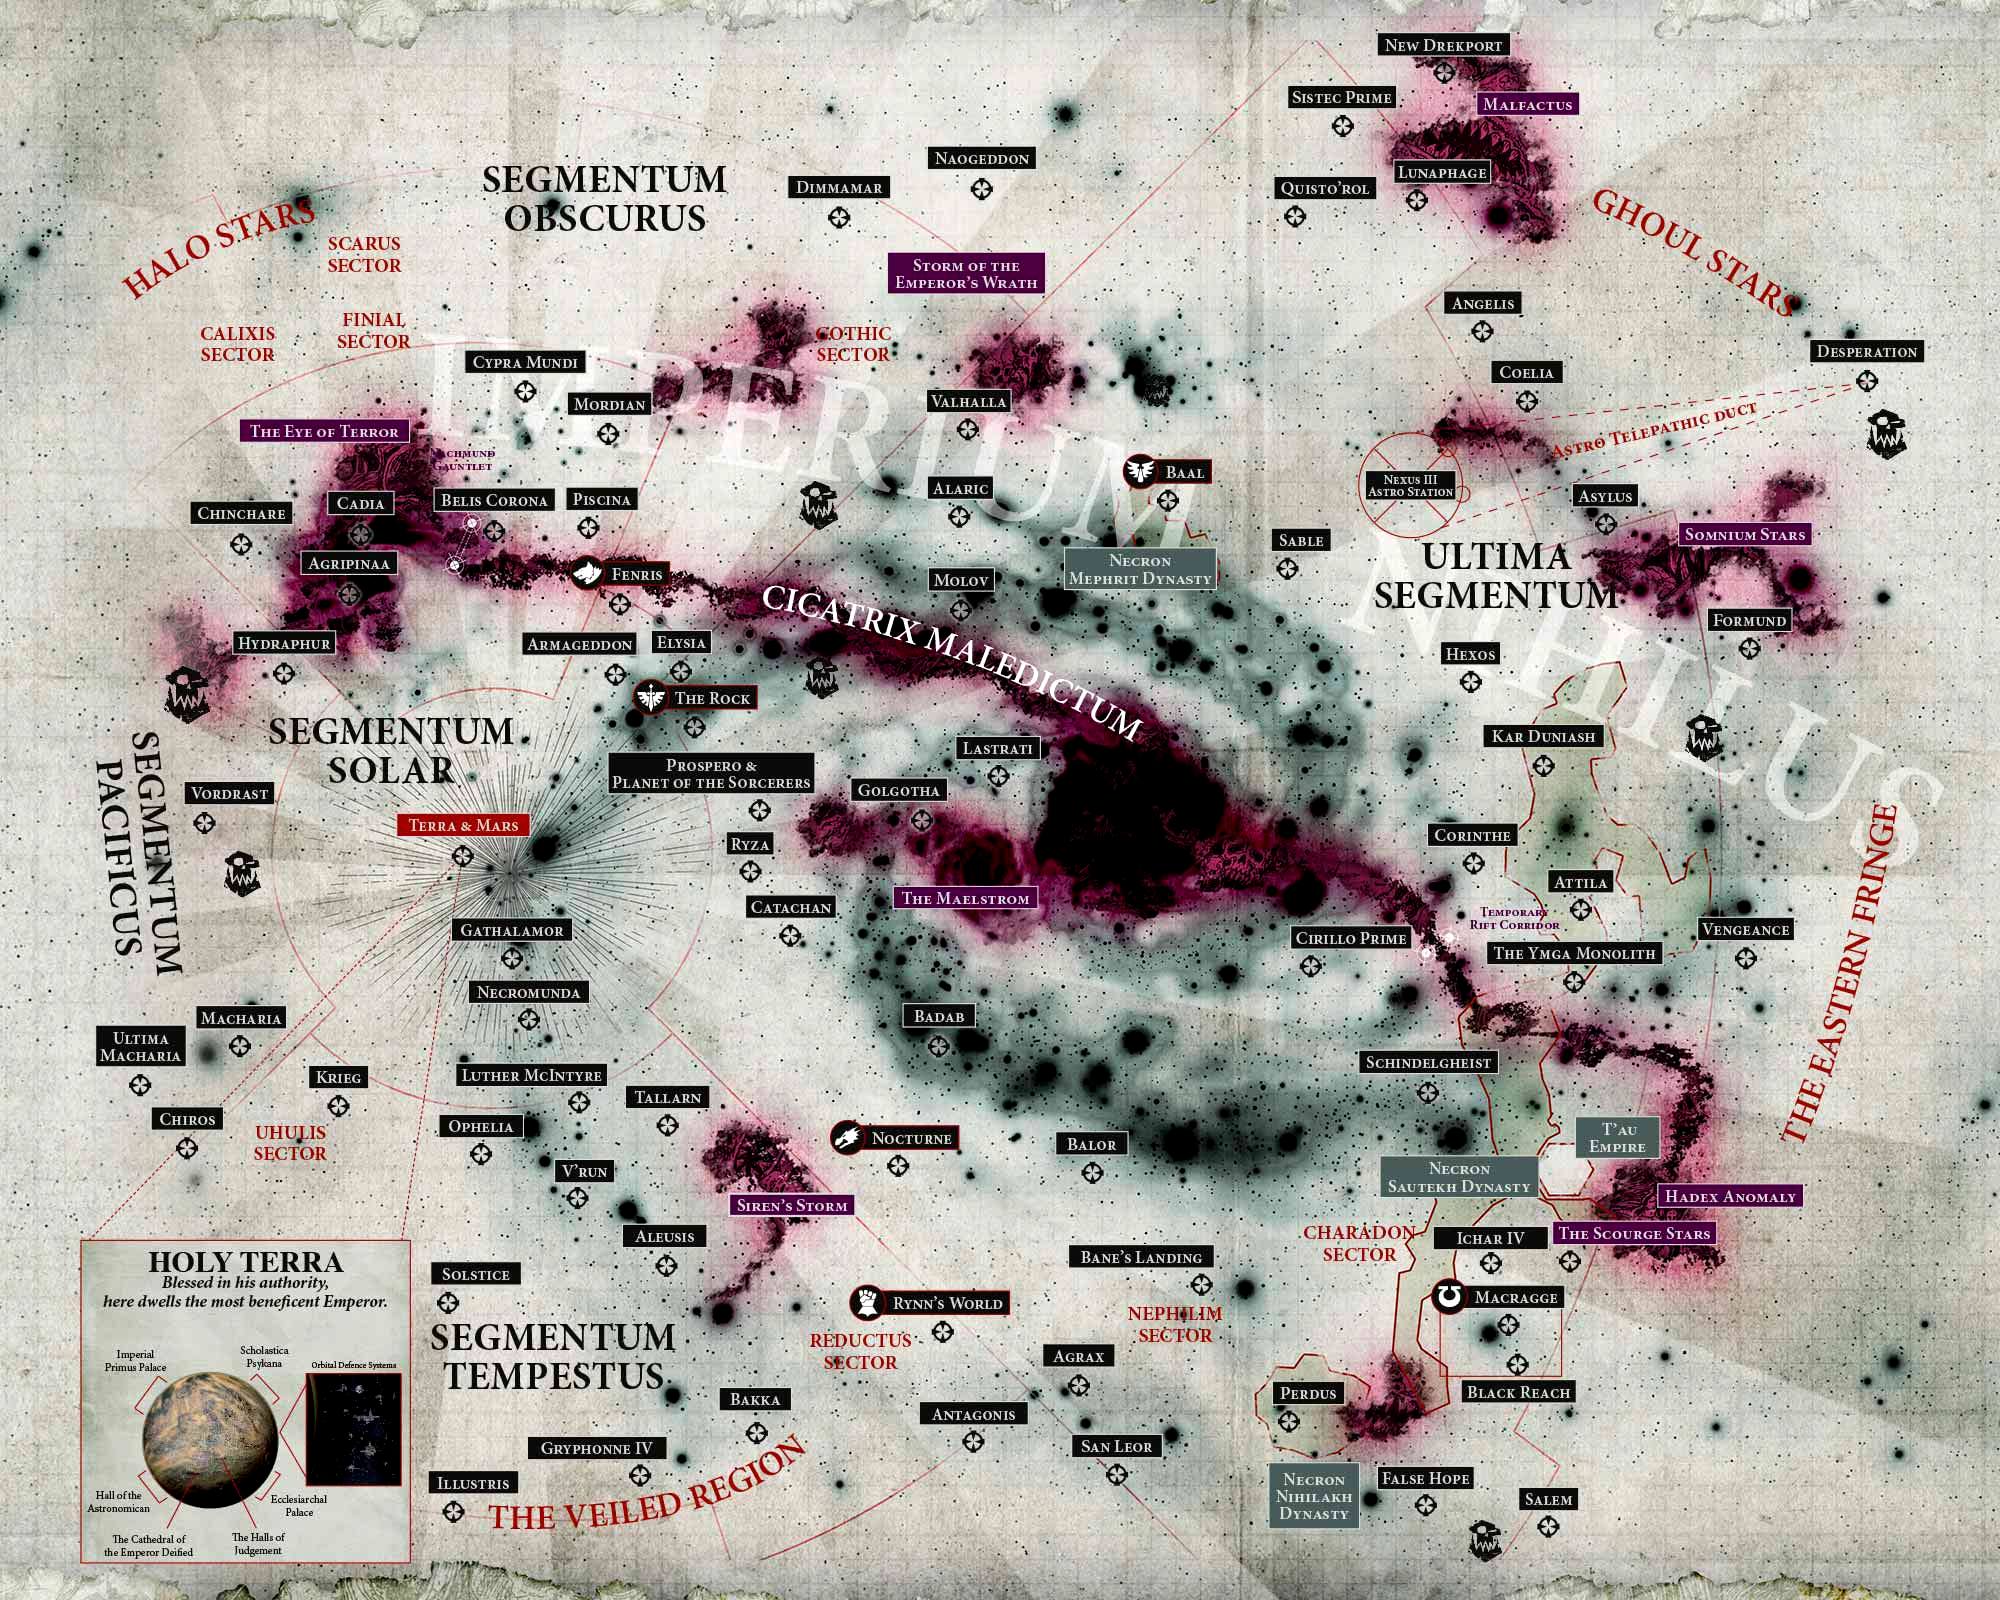 New Drekport
Sistec Prime
Malfactus
Naogeddon
Dimmamar
Segmentum
Obscurus
Lunaphage
Quisto'rol
Halo Stars
Ghoul Stars
Scarus
Sector
Storm of the
Emperor's Wrath
Angelis
Calixis
Sector
Finial
Sector
Gothic
Sector
Cypra Mundi
Mordian
Valhalla
Imperium
Nihilus
Coelia
Desperation
Astro Telepathic duct
The Eye of Terror
Nachmund
Gauntlet
Baal
Nexus III
Astro Station
Asylus
Chinchare
Cadia
Belis Corona
Piscina
Alaric
Sable
Somnium Stars
Agripinaa
Fenris
Molov
Necron
Mephrit Dynasty
Ultima
Segmentum
Cicatrix Maledictum
Formund
Hydraphur
Armageddon
Elysia
Hexos
The Rock
Segmentum
Solar
Kar Duniash
Lastrati
Prospero &
Planet of the Sorcerers
Segmentum
Pacificus
Vordrast
Golgotha
Terra & Mars
Ryza
Corinthe
The Eastern Fringe
The Maelstrom
Attila
Catachan
Temporary
Rift Corridor
Gathalamor
Cirillo Prime
The Ymga Monolith
Vengeance
Necromunda
Macharia
Badab
Ultima
Macharia
Schindelgheist
Krieg
Luther McIntyre
Tallarn
Chiros
Uhulis
Sector
Ophelia
Nocturne
Balor
T'au
Empire
V'run
Necron
Sautekh Dynasty
Siren's Storm
Hadex Anomaly
Aleusis
Charadon
Sector
Ichar IV
The Scourge Stars
Bane's Landing
Solstice
Macragge
Rynn's World
Nephilim
Sector
Segmentum
Tempestus
Reductus
Sector
Agrax
Perdus
Black Reach
Bakka
Antagonis
San Leor
Gryphonne IV
Illustris
The Veiled Region
Necron
Nihilakh
Dynasty
False Hope
Salem
HOLY TERRA
Blessed in his authority,
here dwells the most beneficent Emperor.
Imperial
Primus Palace
Scholastica
Psykana
Orbital Defence Systems
Hall of the
Astronomican
Ecclesiarchal
Palace
The Cathedral of
the Emperor Deified
The Halls of
Judgement